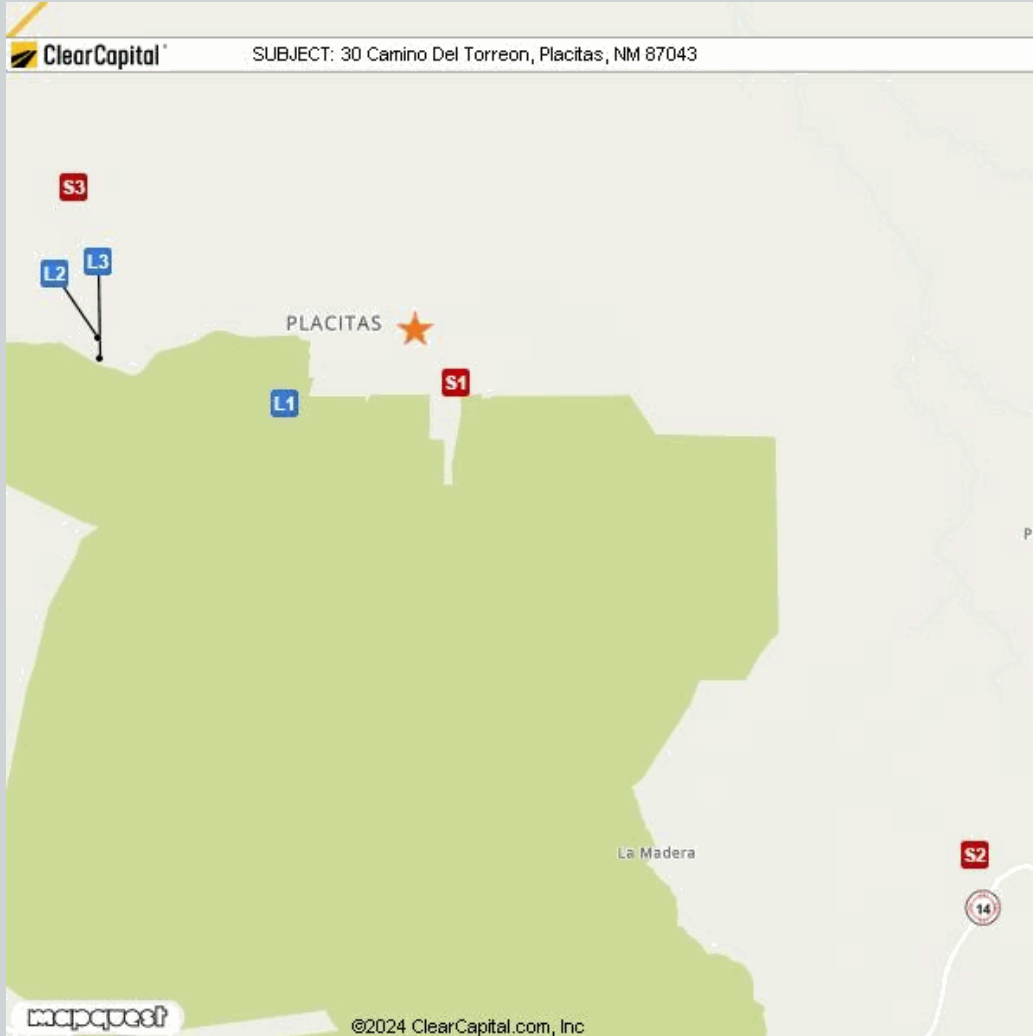 ClearCapital
SUBJECT: 30 Camino Del Torreon, Placitas, NM 87043
S3
L3
L2
PLACITAS
S1
L1
P
La Madera
S2
14
mapquest
©2024 ClearCapital.com, Inc